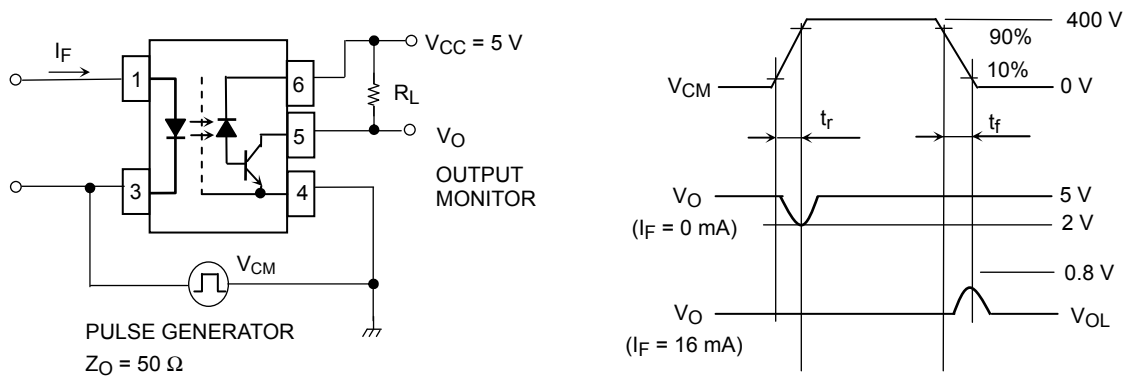 I_F
1
3
6
5
4
V_CC = 5 V
R_L
V_O
OUTPUT
MONITOR
V_CM
PULSE GENERATOR
Z_O = 50 Ω
400 V
90%
10%
V_CM
0 V
t_r
t_f
V_O
5 V
(I_F = 0 mA)
2 V
0.8 V
V_O
V_OL
(I_F = 16 mA)